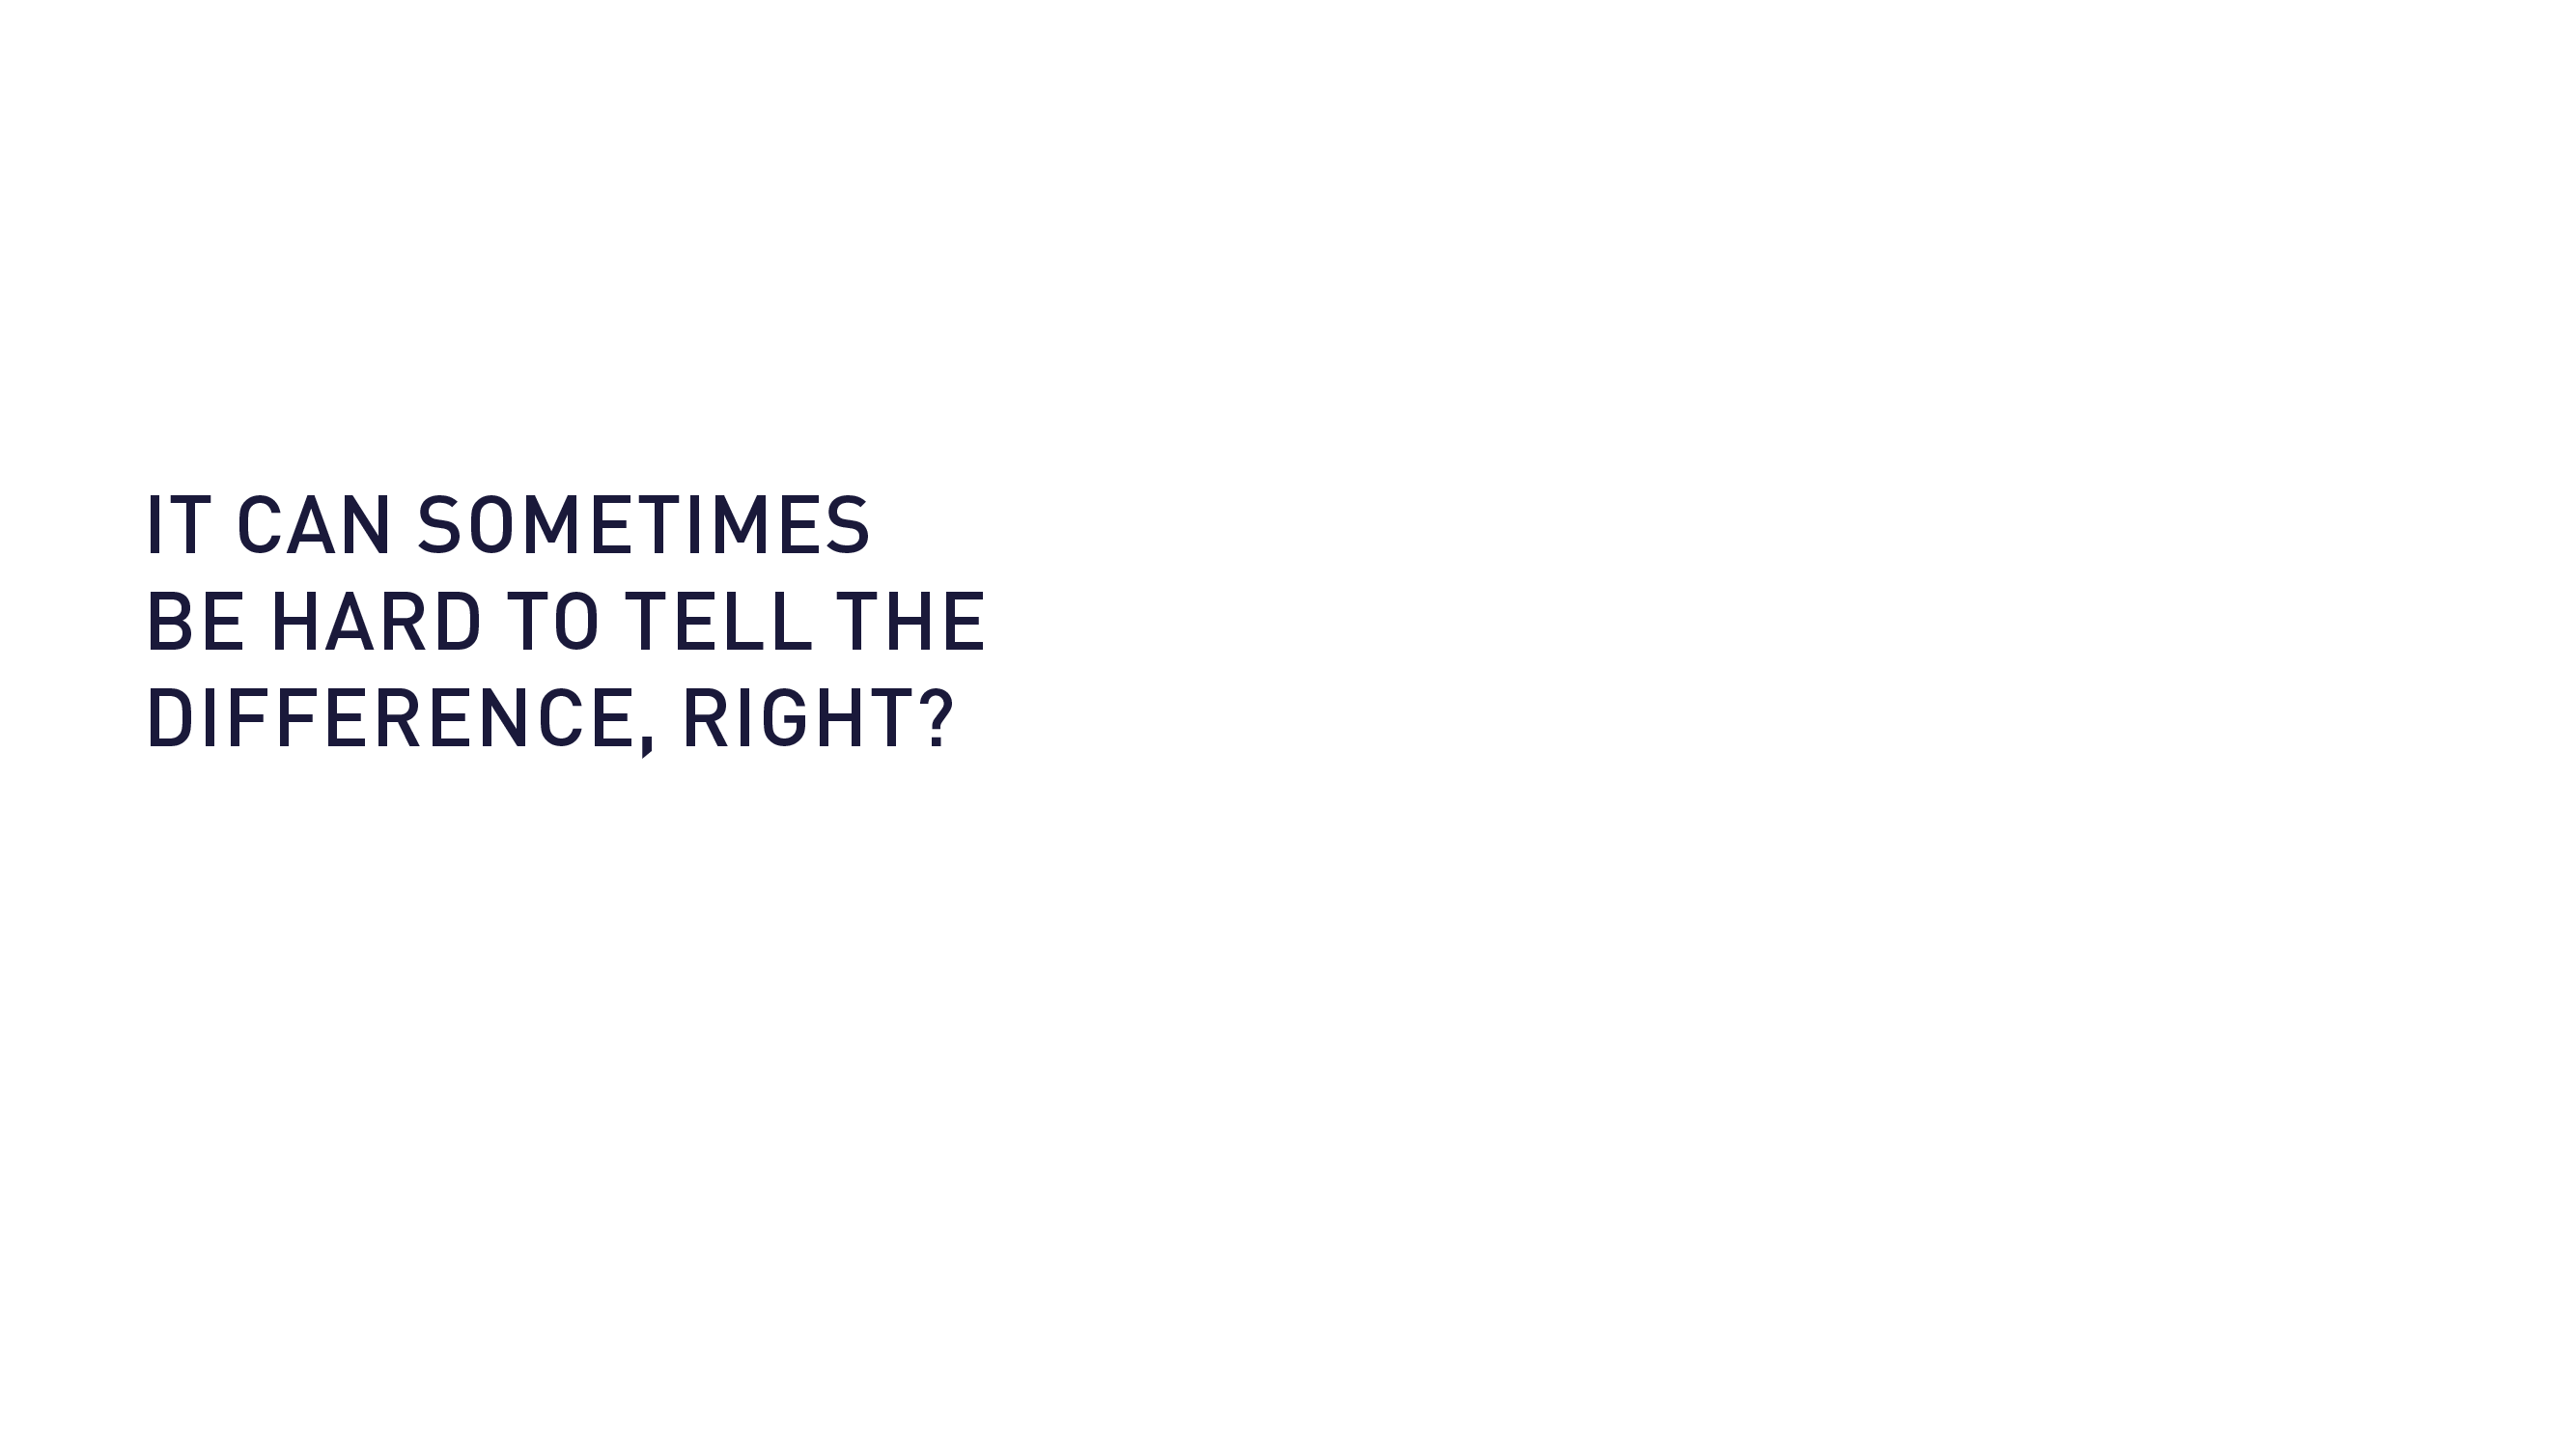 IT CAN SOMETIMES
BE HARD TO TELL THE
DIFFERENCE, RIGHT?